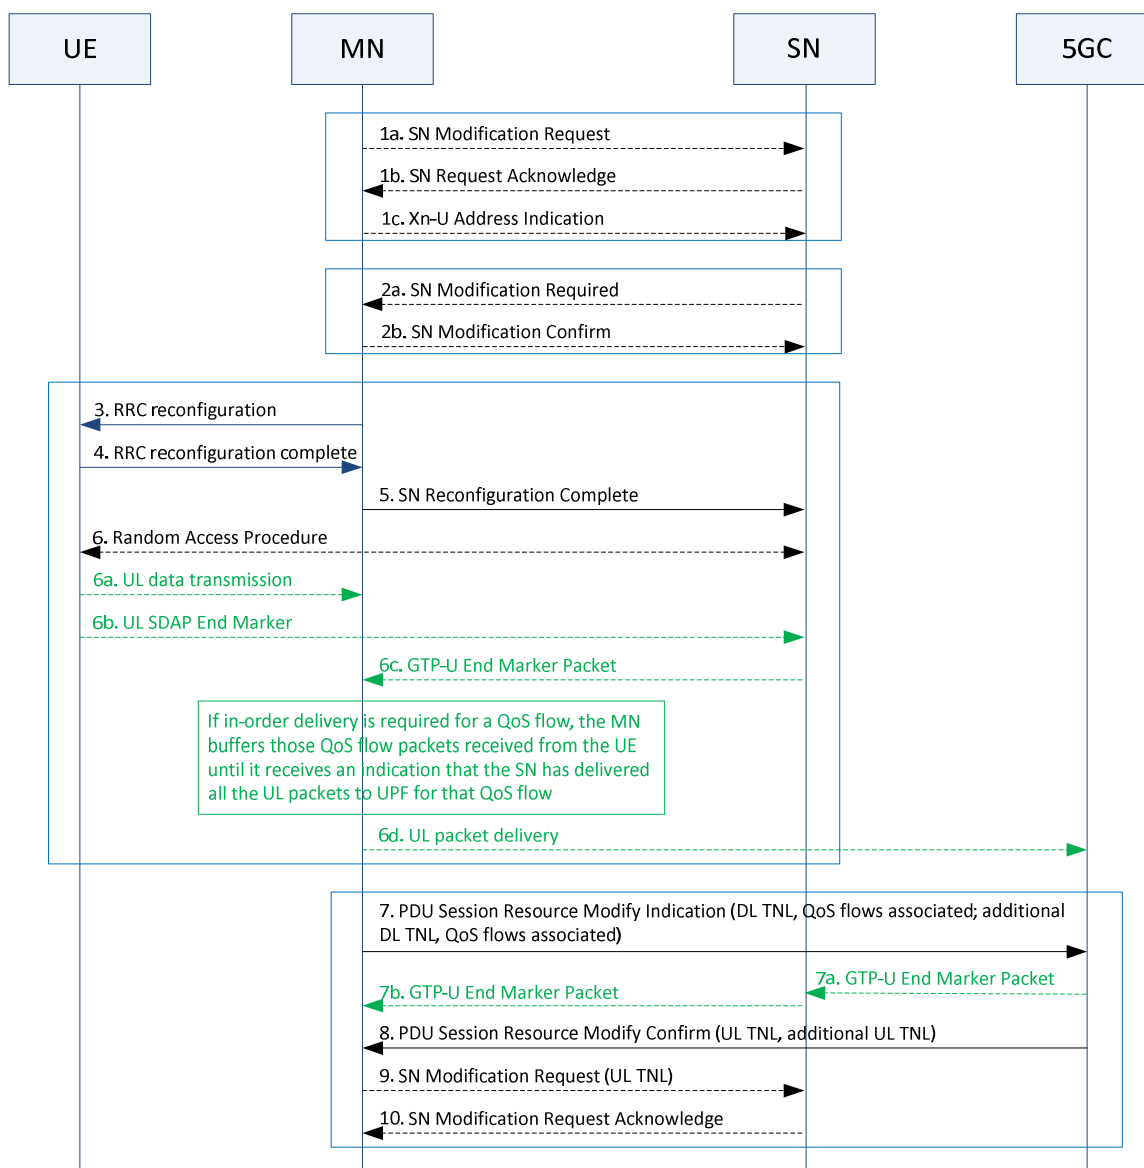 UE
MN
SN
5GC
1a. SN Modification Request
1b. SN Request Acknowledge
1c. Xn-U Address Indication
2a. SN Modification Required
2b. SN Modification Confirm
3. RRC reconfiguration
4. RRC reconfiguration complete
5. SN Reconfiguration Complete
6. Random Access Procedure
6a. UL data transmission
6b. UL SDAP End Marker
6c. GTP-U End Marker Packet
If in-order delivery is required for a QoS flow, the MN
buffers those QoS flow packets received from the UE
until it receives an indication that the SN has delivered
all the UL packets to UPF for that QoS flow
6d. UL packet delivery
7. PDU Session Resource Modify Indication (DL TNL, QoS flows associated; additional
DL TNL, QoS flows associated)
7a. GTP-U End Marker Packet
7b. GTP-U End Marker Packet
8. PDU Session Resource Modify Confirm (UL TNL, additional UL TNL)
9. SN Modification Request (UL TNL)
10. SN Modification Request Acknowledge